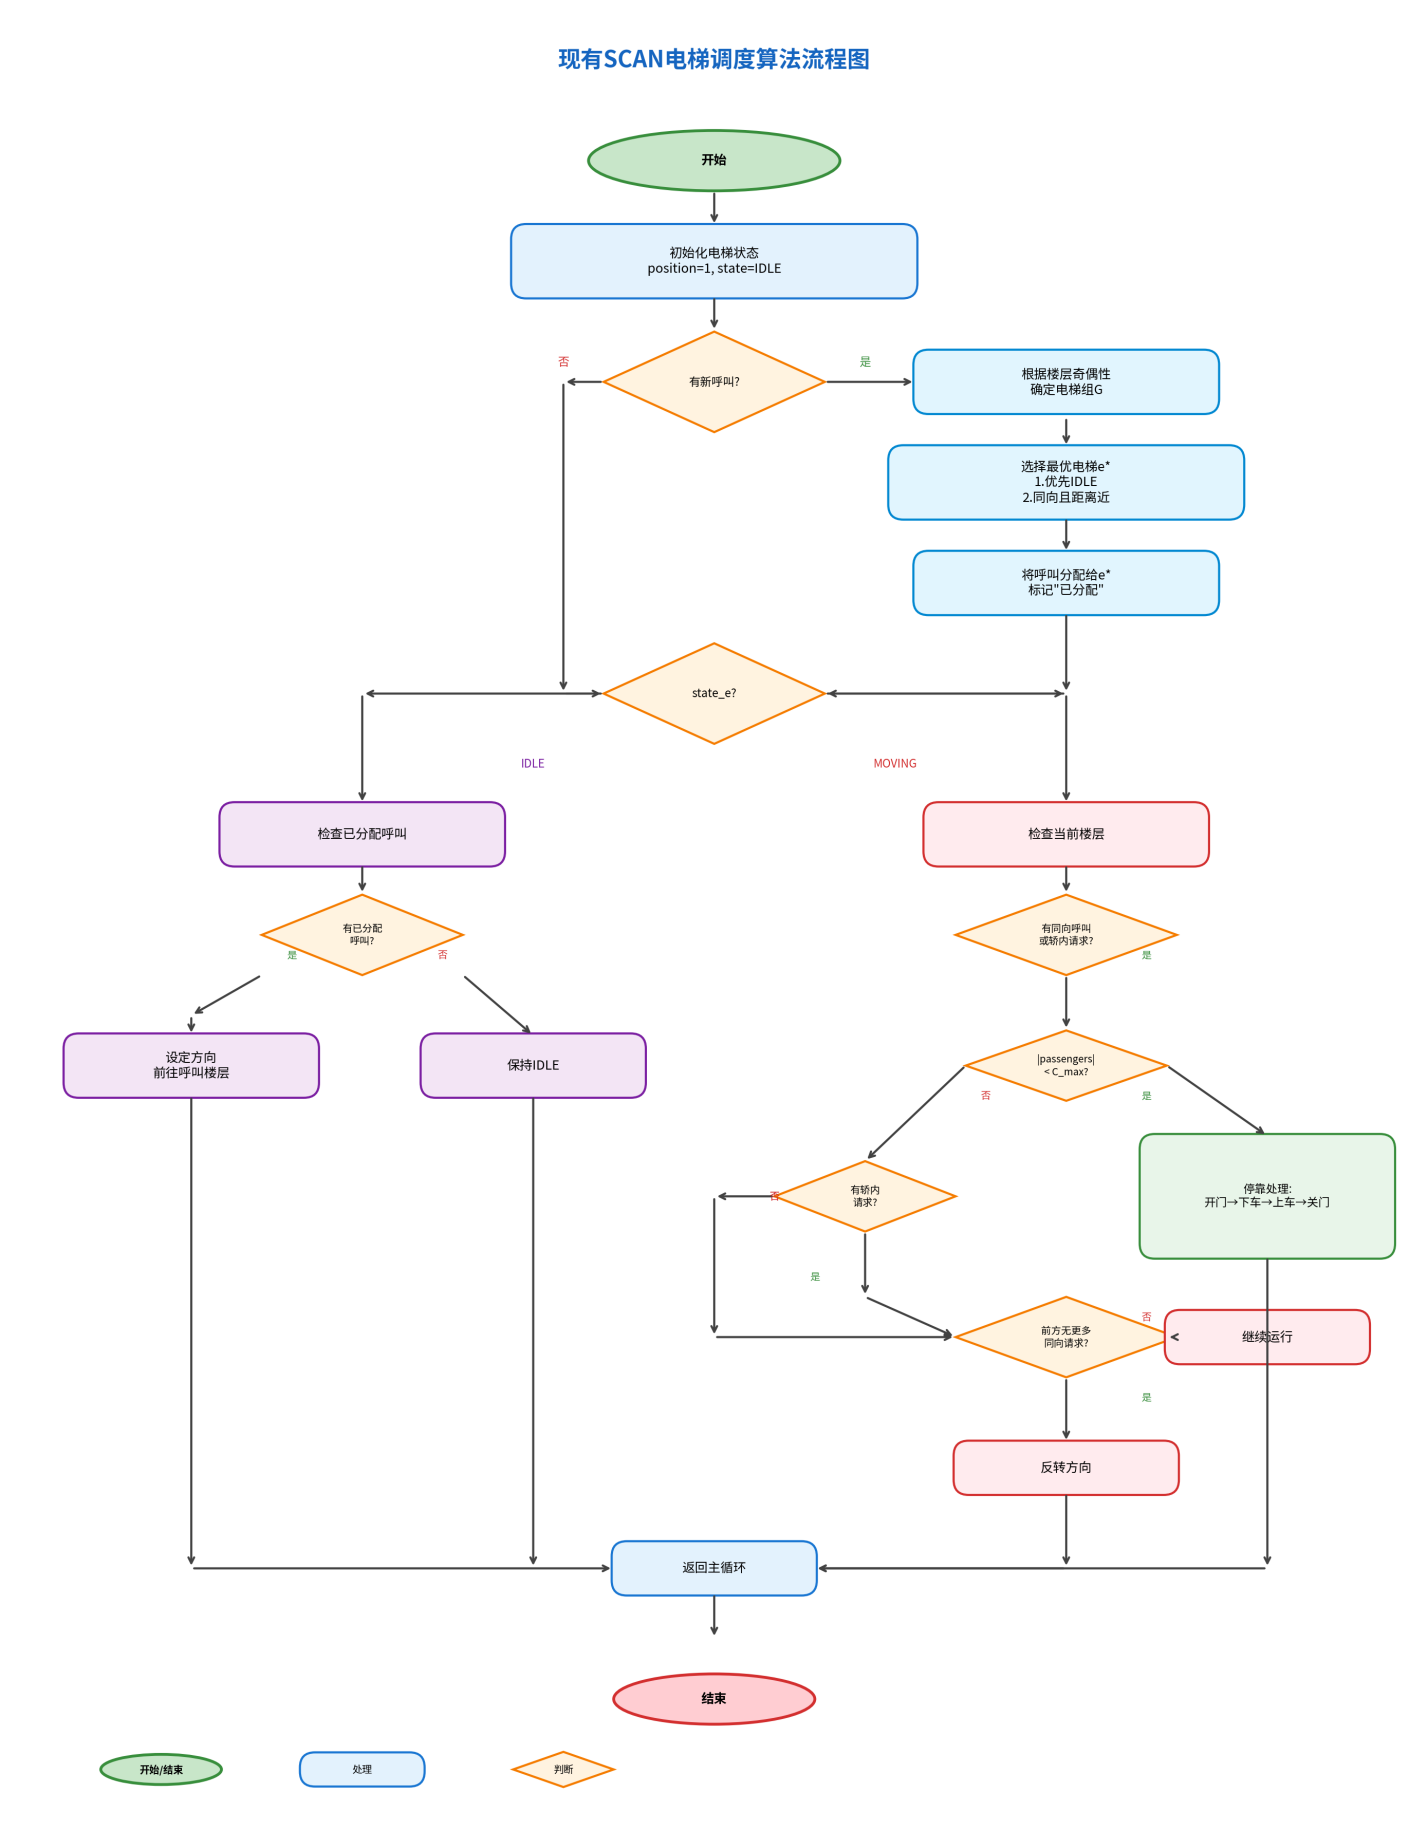 现有SCAN电梯调度算法流程图
开始
初始化电梯状态
position=1, state=IDLE
否
有新呼叫?
是
根据楼层奇偶性
确定电梯组G
选择最优电梯e*
1.优先IDLE
2.同向且距离近
将呼叫分配给e*
标记"已分配"
state_e?
IDLE
MOVING
检查已分配呼叫
检查当前楼层
有已分配
呼叫?
是
否
有同向呼叫
或轿内请求?
是
设定方向
前往呼叫楼层
保持IDLE
|passengers|
< C_max?
否
是
停靠处理:
开门→下车→上车→关门
有轿内
请求?
否
是
前方无更多
同向请求?
否
继续运行
是
反转方向
返回主循环
结束
开始/结束
处理
判断